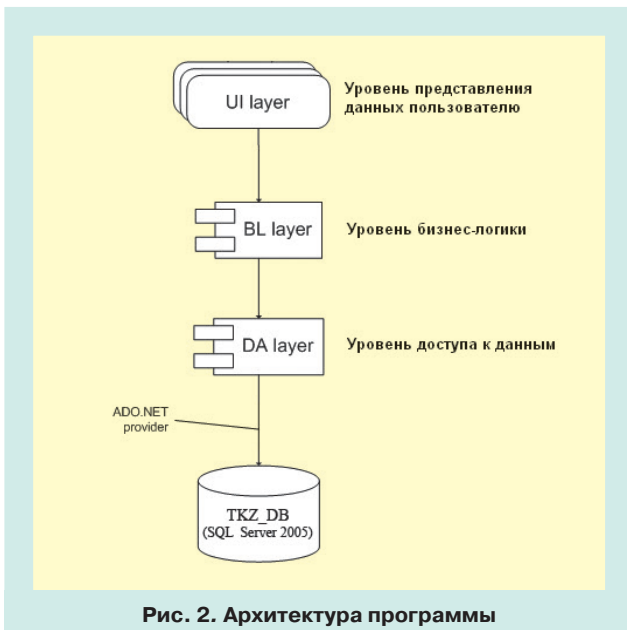 UI layer
Уровень представления
данных пользователю
BL layer
Уровень бизнес-логики
DA layer
Уровень доступа к данным
ADO.NET
provider
TKZ_DB
(SQL Server 2005)
Рис. 2. Архитектура программы